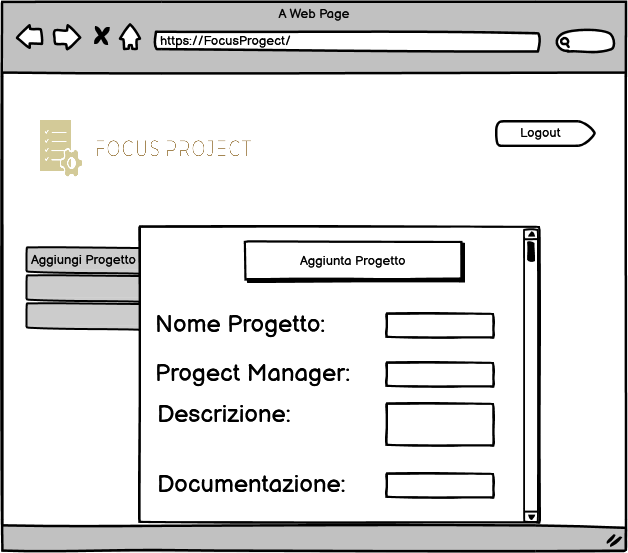 A Web Page
https://FocusProgect/
FOCUS PROJECT
Logout
Aggiungi Progetto
Aggiunta Progetto
Nome Progetto:
Progect Manager:
Descrizione:
Documentazione: